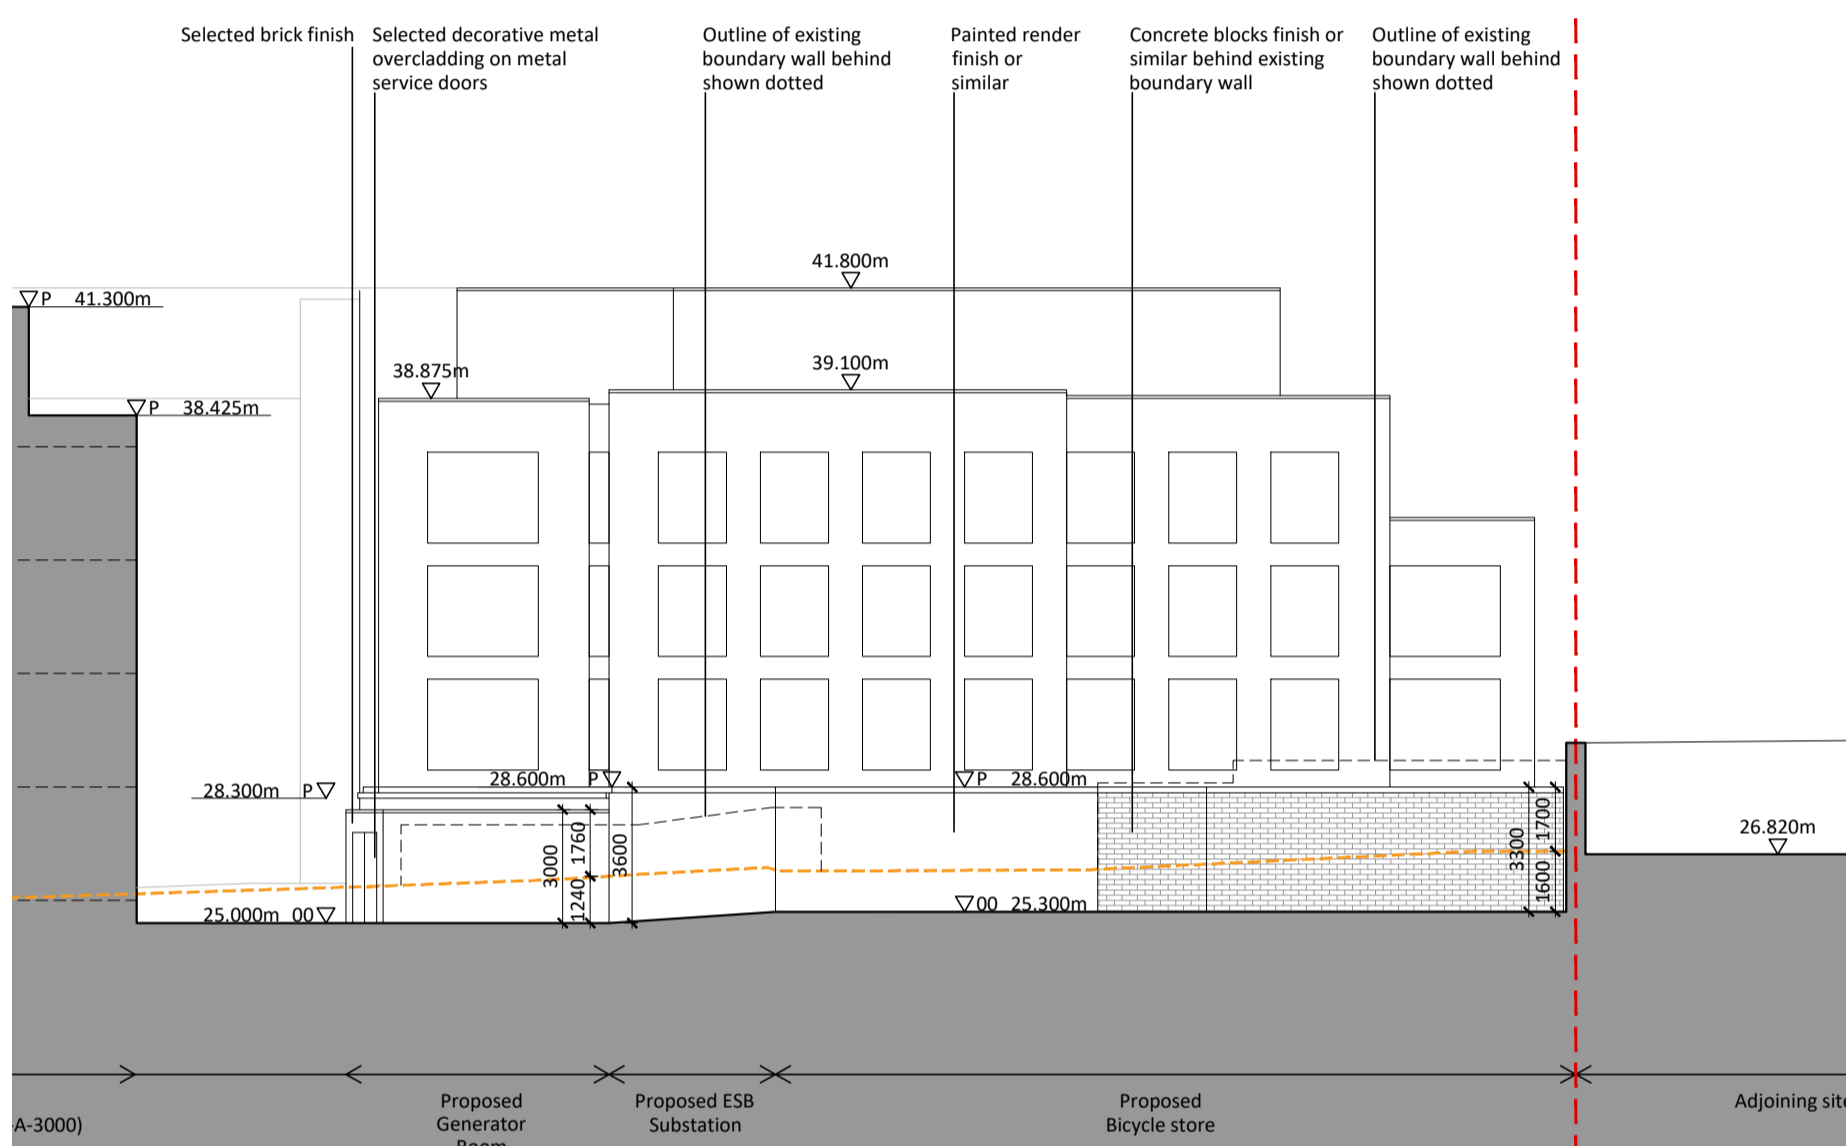 Selected brick finish
Selected decorative metal
overcladding on metal
service doors
Outline of existing
boundary wall behind
shown dotted
Painted render
finish or
similar
Concrete blocks finish or
similar behind existing
boundary wall
Outline of existing
boundary wall behind
shown dotted
41.800m
P 41.300m
39.100m
38.875m
P 38.425m
28.600m P
P 28.600m
28.300m P
26.820m
3000
1760
1240
3600
3300
1700
1600
25.000m 00
00 25.300m
Proposed
Generator
Room
Proposed ESB
Substation
Proposed
Bicycle store
Adjoining site
-A-3000)